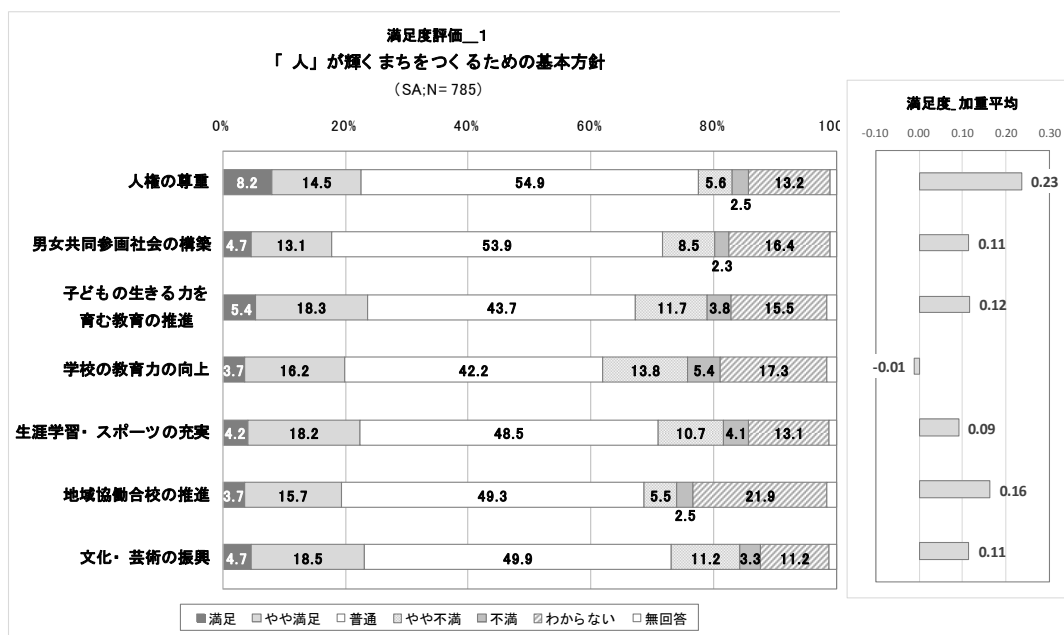 満足度評価__1
「 人」が輝くまちをつくるための基本方針
（SA;N= 785）
0% 20% 40% 60% 80% 100
人権の尊重 8.2 14.5 54.9 5.6 2.5 13.2
男女共同参画社会の構築 4.7 13.1 53.9 8.5 2.3 16.4
子どもの生きる力を
育む教育の推進 5.4 18.3 43.7 11.7 3.8 15.5
学校の教育力の向上 3.7 16.2 42.2 13.8 5.4 17.3
生涯学習・スポーツの充実 4.2 18.2 48.5 10.7 4.1 13.1
地域協働合校の推進 3.7 15.7 49.3 5.5 2.5 21.9
文化・芸術の振興 4.7 18.5 49.9 11.2 3.3 11.2
満足 やや満足 普通 やや不満 不満 わからない 無回答
満足度_加重平均
-0.10 0.00 0.10 0.20 0.30
0.23
0.11
0.12
-0.01
0.09
0.16
0.11